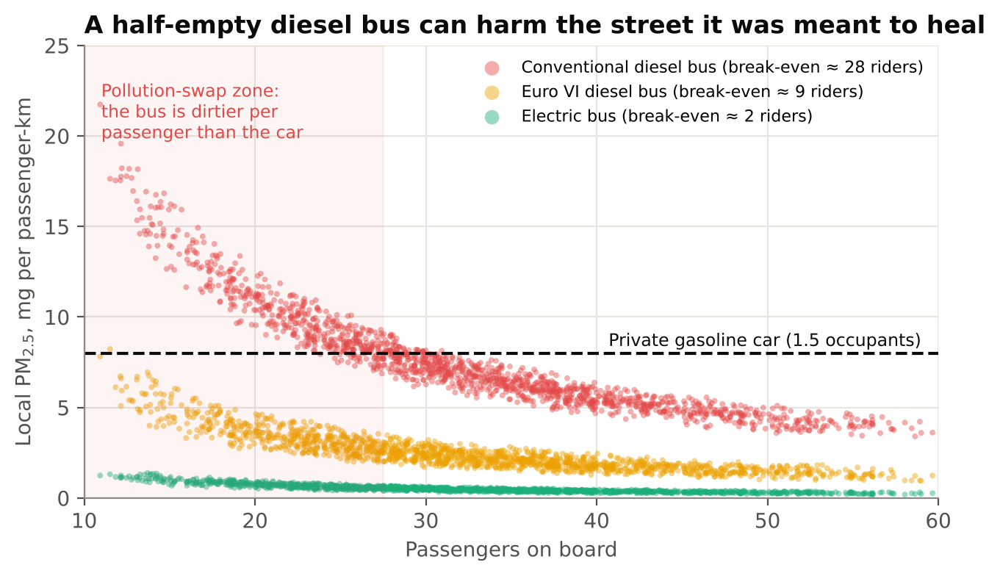 A half-empty diesel bus can harm the street it was meant to heal
25
20
15
10
5
0
Local PM2.5, mg per passenger-km
Pollution-swap zone:
the bus is dirtier per
passenger than the car
Conventional diesel bus (break-even ≈ 28 riders)
Euro VI diesel bus (break-even ≈ 9 riders)
Electric bus (break-even ≈ 2 riders)
Private gasoline car (1.5 occupants)
10 20 30 40 50 60
Passengers on board